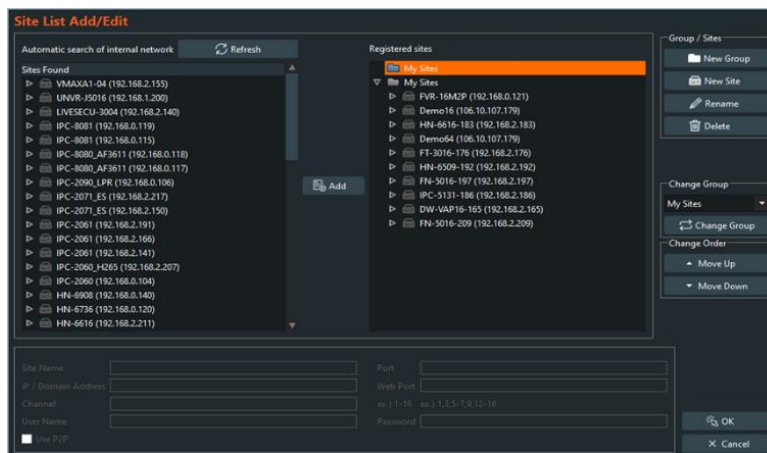 Site List Add/Edit
Automatic search of internal network
Refresh
Sites Found
VMAXA1-04 (192.168.2.155)
UNVR-J5016 (192.168.1.200)
LIVESECU-3004 (192.168.2.140)
IPC-8081 (192.168.0.119)
IPC-8081 (192.168.0.115)
IPC-8080_AF3611 (192.168.0.118)
IPC-8080_AF3611 (192.168.0.117)
IPC-2090_LPR (192.168.0.106)
IPC-2071_ES (192.168.2.217)
IPC-2071_ES (192.168.2.150)
IPC-2061 (192.168.2.191)
IPC-2061 (192.168.2.166)
IPC-2061 (192.168.2.141)
IPC-2060_H265 (192.168.2.207)
IPC-2060 (192.168.0.104)
HN-6908 (192.168.0.140)
HN-6736 (192.168.0.120)
HN-6616 (192.168.2.211)
Add
Registered sites
My Sites
My Sites
FVR-16M2P (192.168.0.121)
Demo16 (106.10.107.179)
HN-6616-183 (192.168.2.183)
Demo64 (106.10.107.179)
FT-3016-176 (192.168.2.176)
HN-6509-192 (192.168.2.192)
FN-5016-197 (192.168.2.197)
IPC-5131-186 (192.168.2.186)
DW-VAP16-165 (192.168.2.165)
FN-5016-209 (192.168.2.209)
Group / Sites
New Group
New Site
Rename
Delete
Change Group
My Sites
Change Group
Change Order
Move Up
Move Down
Site Name
Port
IP / Domain Address
Web Port
Channel
ex.) 1-16 ex.) 1,3,5-7,9,12-16
User Name
Password
Use P2P
OK
Cancel